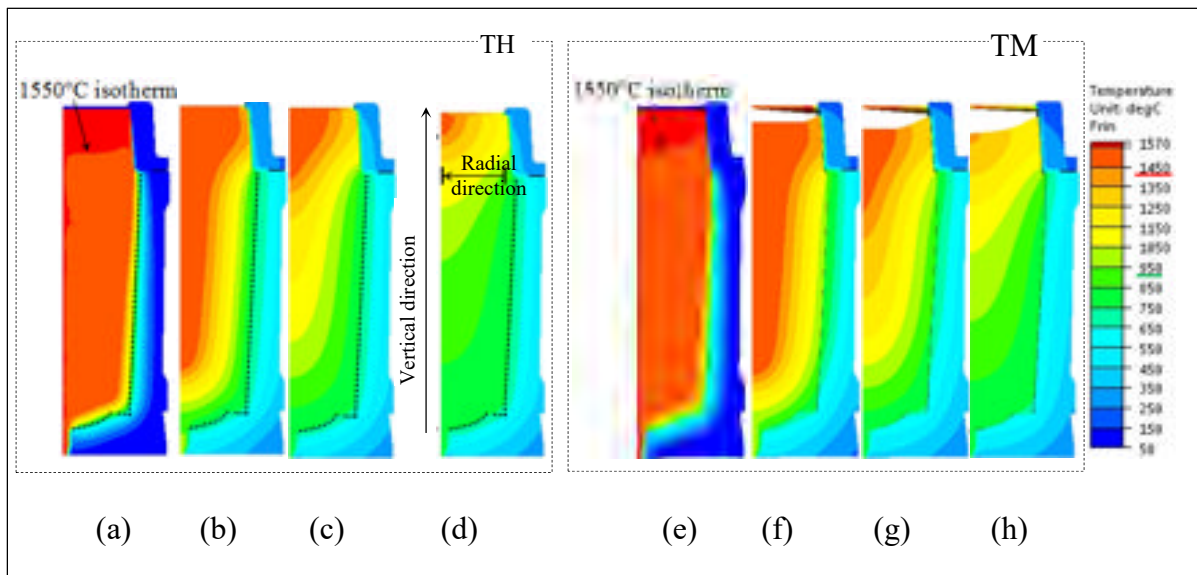 TH
TM
1550°C isotherm
1550°C isotherm
Radial
direction
Vertical direction
Temperature
Unit: degC
Frin
1570
1450
1350
1250
1050
950
850
750
650
550
450
350
250
150
50
(a)
(b)
(c)
(d)
(e)
(f)
(g)
(h)